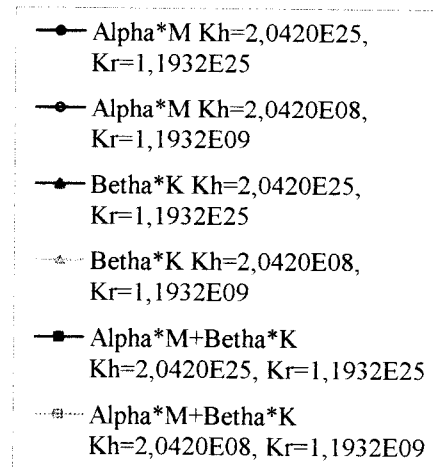 Alpha*M Kh=2,0420E25,
Kr=1,1932E25
Alpha*M Kh=2,0420E08,
Kr=1,1932E09
Betha*K Kh=2,0420E25,
Kr=1,1932E25
Betha*K Kh=2,0420E08,
Kr=1,1932E09
Alpha*M+Betha*K
Kh=2,0420E25, Kr=1,1932E25
Alpha*M+Betha*K
Kh=2,0420E08, Kr=1,1932E09